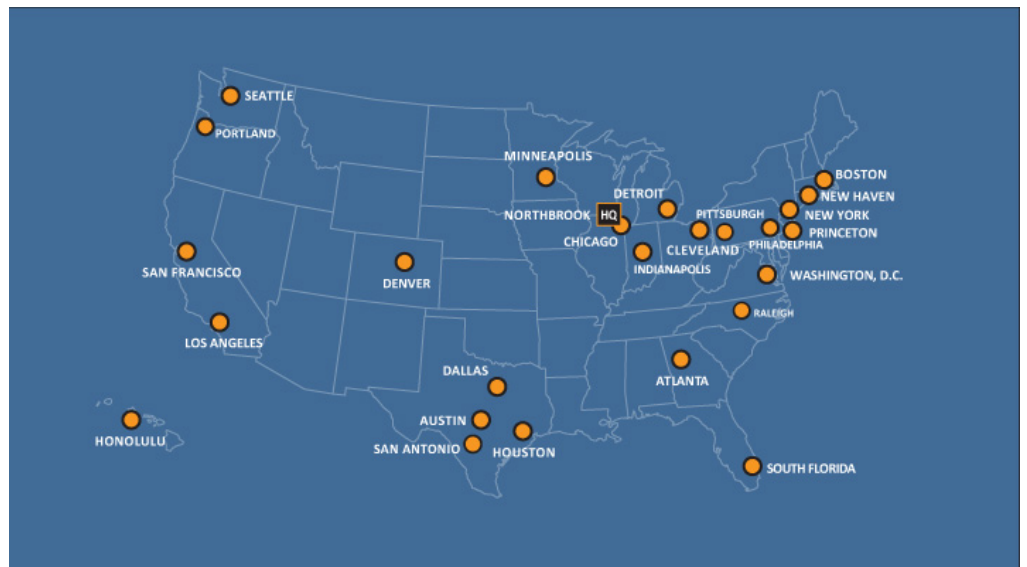 SEATTLE
PORTLAND
MINNEAPOLIS
DETROIT
BOSTON
NEW HAVEN
NORTHBROOK
HQ
PITTSBURGH
NEW YORK
CHICAGO
CLEVELAND
PHILADELPHIA
PRINCETON
SAN FRANCISCO
DENVER
INDIANAPOLIS
WASHINGTON, D.C.
RALEIGH
LOS ANGELES
DALLAS
ATLANTA
AUSTIN
HONOLULU
SAN ANTONIO
HOUSTON
SOUTH FLORIDA